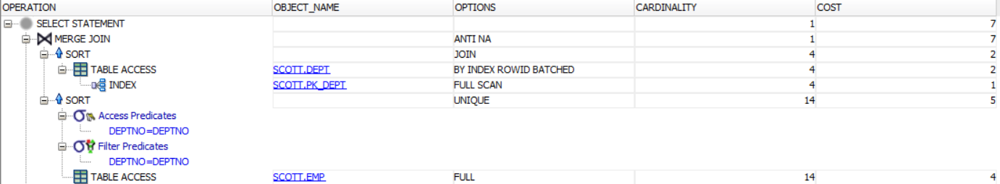 OPERATION OBJECT_NAME OPTIONS CARDINALITY COST
SELECT STATEMENT 1 7
MERGE JOIN ANTI NA 1 7
SORT JOIN 4 2
TABLE ACCESS SCOTT.DEPT BY INDEX ROWID BATCHED 4 2
INDEX SCOTT.PK_DEPT FULL SCAN 4 1
SORT UNIQUE 14 5
Access Predicates
DEPTNO=DEPTNO
Filter Predicates
DEPTNO=DEPTNO
TABLE ACCESS SCOTT.EMP FULL 14 4